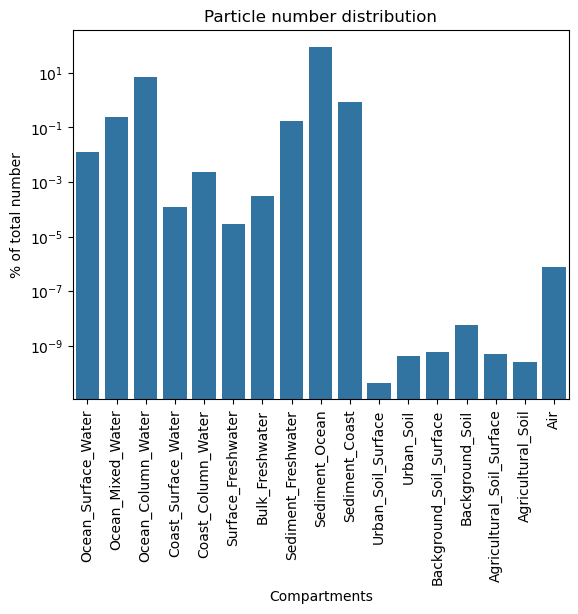 Particle number distribution
% of total number
10^1
10^-1
10^-3
10^-5
10^-7
10^-9
Ocean_Surface_Water
Ocean_Mixed_Water
Ocean_Column_Water
Coast_Surface_Water
Coast_Column_Water
Surface_Freshwater
Bulk_Freshwater
Sediment_Freshwater
Sediment_Ocean
Sediment_Coast
Urban_Soil_Surface
Urban_Soil
Background_Soil_Surface
Background_Soil
Agricultural_Soil_Surface
Agricultural_Soil
Air
Compartments